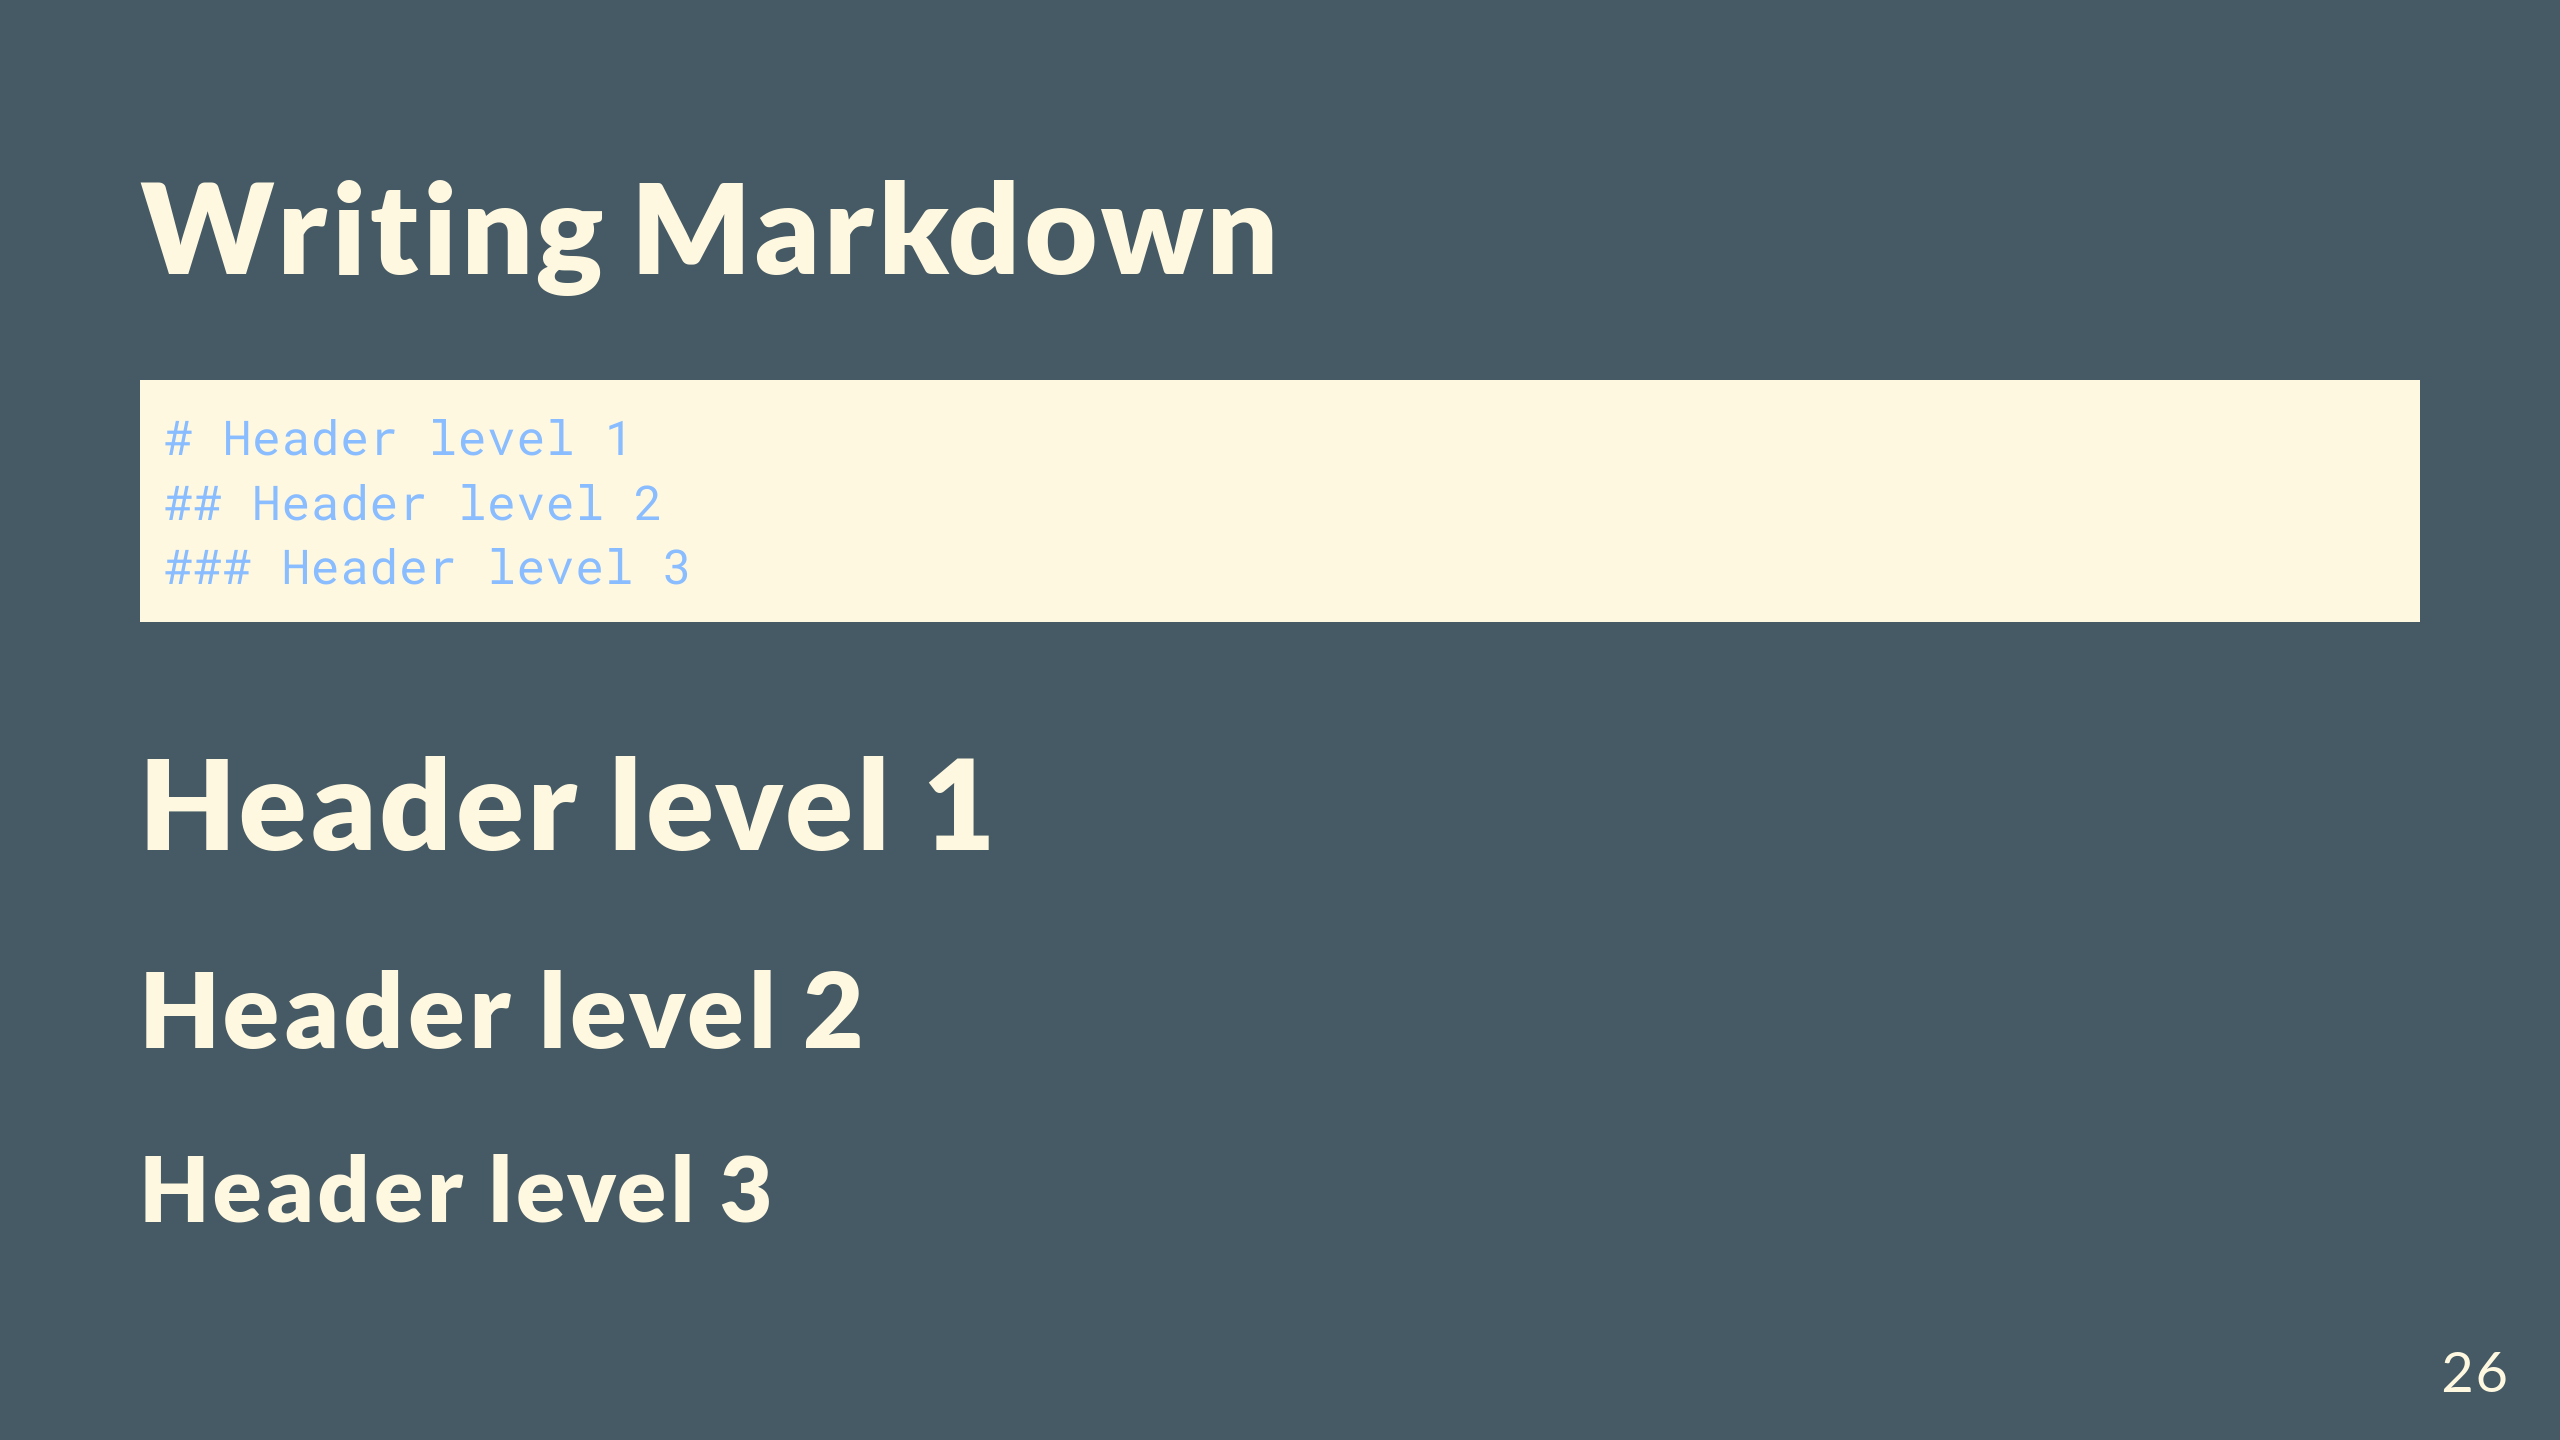 Writing Markdown
# Header level 1
## Header level 2
### Header level 3
Header level 1
Header level 2
Header level 3
26